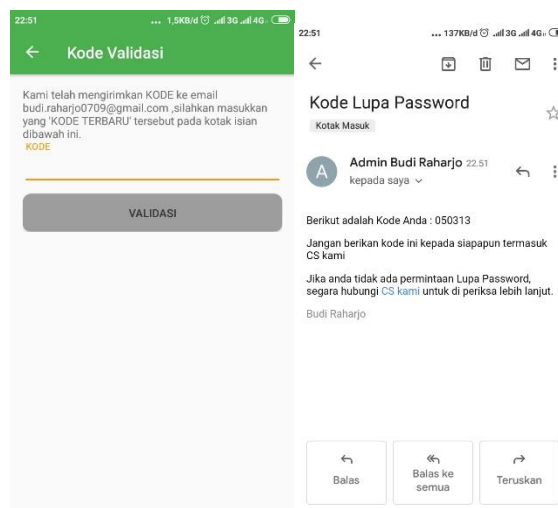 22:51
... 1,5KB/d 3G 4G
Kode Validasi
Kami telah mengirimkan KODE ke email
budi.raharjo0709@gmail.com ,silahkan masukkan
yang 'KODE TERBARU' tersebut pada kotak isian
dibawah ini.
KODE
VALIDASI
22:51
... 137KB/d 3G 4G
Kode Lupa Password
Kotak Masuk
A
Admin Budi Raharjo 22.51
kepada saya
Berikut adalah Kode Anda : 050313
Jangan berikan kode ini kepada siapapun termasuk
CS kami
Jika anda tidak ada permintaan Lupa Password,
segera hubungi CS kami untuk di periksa lebih lanjut.
Budi Raharjo
Balas
Balas ke
semua
Teruskan